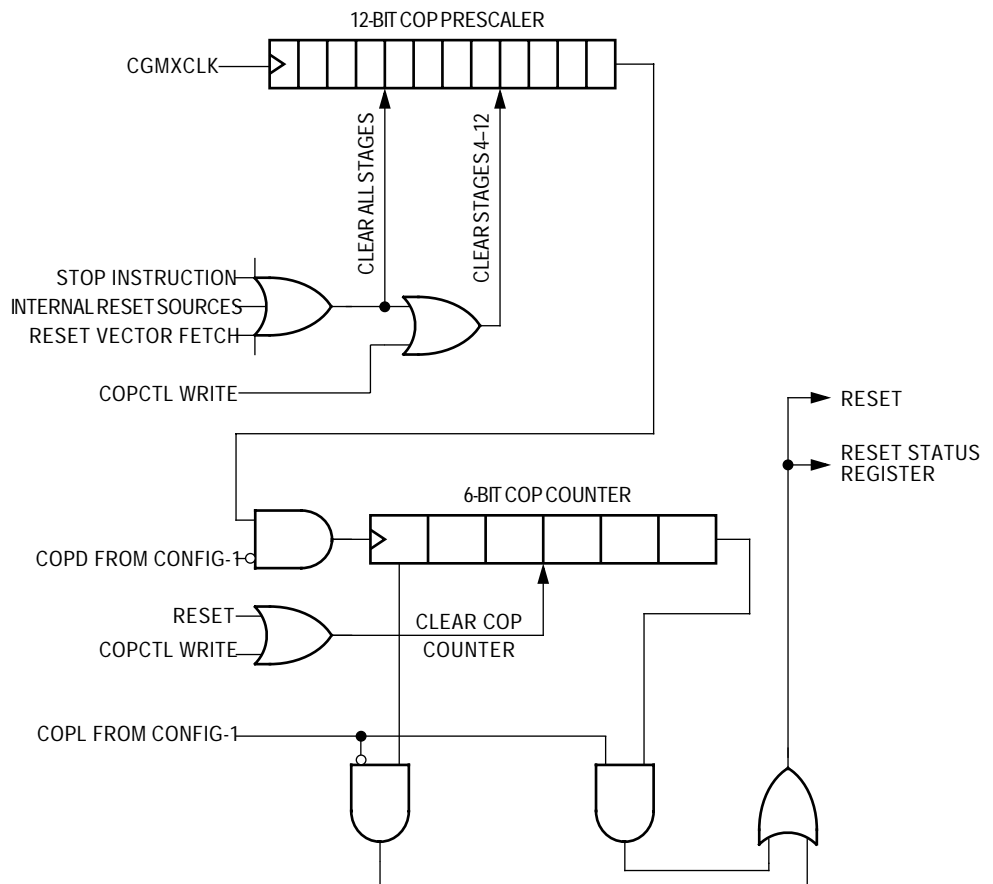 12-BIT COP PRESCALER
CGMXCLK
CLEAR ALL STAGES
CLEAR STAGES 4–12
STOP INSTRUCTION
INTERNAL RESET SOURCES
RESET VECTOR FETCH
COPCTL WRITE
RESET
RESET STATUS
REGISTER
6-BIT COP COUNTER
COPD FROM CONFIG-1
RESET
COPCTL WRITE
CLEAR COP
COUNTER
COPL FROM CONFIG-1